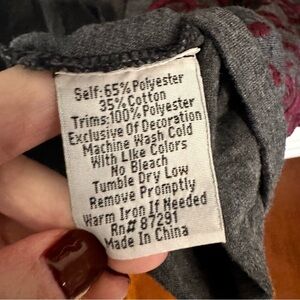 Self: 65% Polyester
35% Cotton
Trims: 100% Polyester
Exclusive Of Decoration
Machine Wash Cold
With Like Colors
No Bleach
Tumble Dry Low
Remove Promptly
Warm Iron If Needed
Rn# 87291
Made In China